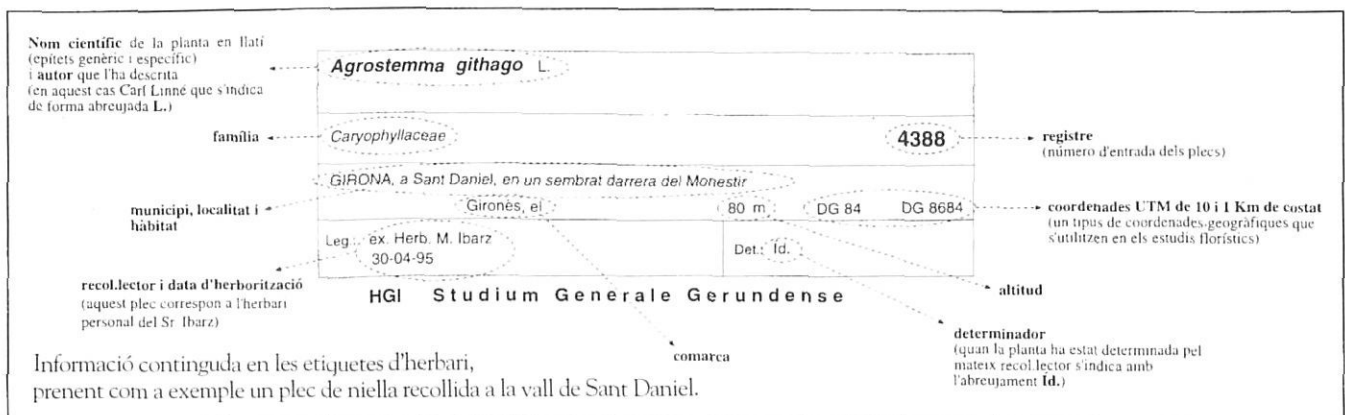 Nom científic de la planta en llatí
(epítets genèric i específic)
i autor que l'ha descrita
(en aquest cas Carl Linné que s'indica
de forma abreujada L.)
Agrostemma githago L.
família
Caryophyllaceae
4388
registre
(número d'entrada dels plecs)
GIRONA, a Sant Daniel, en un sembrat darrera del Monestir
municipi, localitat i
hàbitat
Gironès, el
80 m
DG 84 DG 8684
coordenades UTM de 10 i 1 Km de costat
(un tipus de coordenades geogràfiques que
s'utilitzen en els estudis florístics)
Leg.: ex. Herb. M. Ibarz
30-04-95
Det.: Id.
recol.lector i data d'herborització
(aquest plec correspon a l'herbari
personal del Sr. Ibarz)
HGI Studium Generale Gerundense
altitud
comarca
determinador
(quan la planta ha estat determinada pel
mateix recol.lector s'indica amb
l'abreujament Id.)
Informació continguda en les etiquetes d'herbari,
prenent com a exemple un plec de niella recollida a la vall de Sant Daniel.